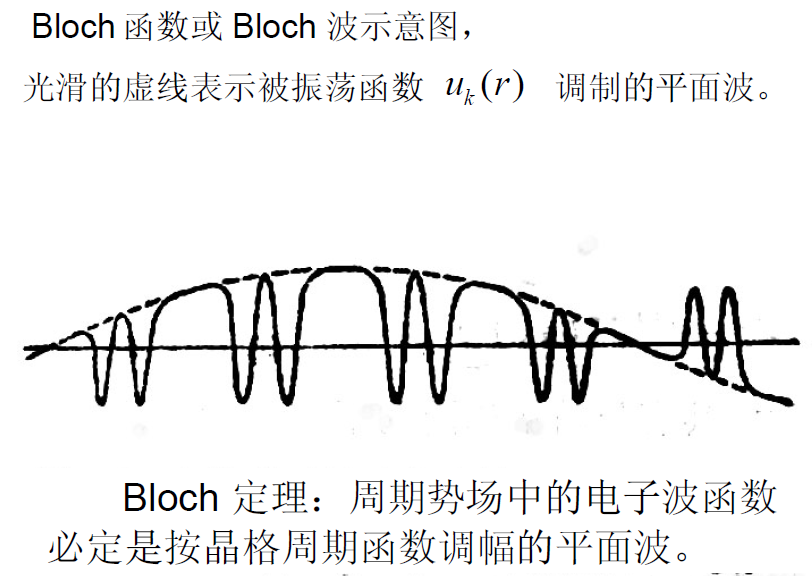 Bloch 函数或 Bloch 波示意图，
光滑的虚线表示被振荡函数 uₖ(r) 调制的平面波。
Bloch 定理：周期势场中的电子波函数
必定是按晶格周期函数调幅的平面波。